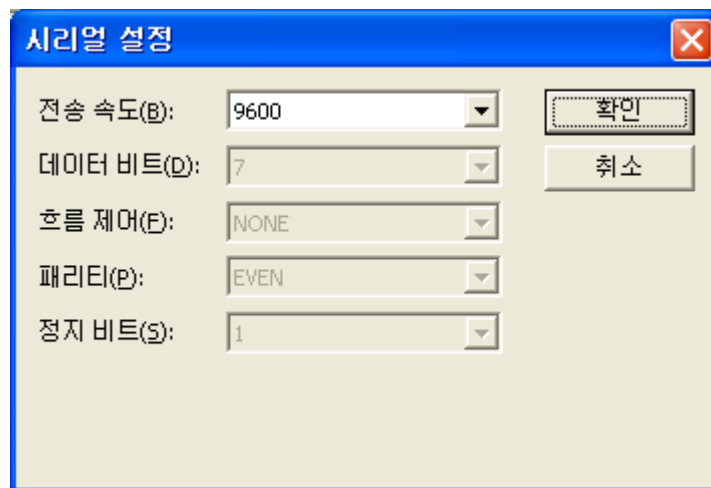 시리얼 설정
전송 속도(B): 9600 확인
데이터 비트(D): 7 취소
흐름 제어(F): NONE
패리티(P): EVEN
정지 비트(S): 1